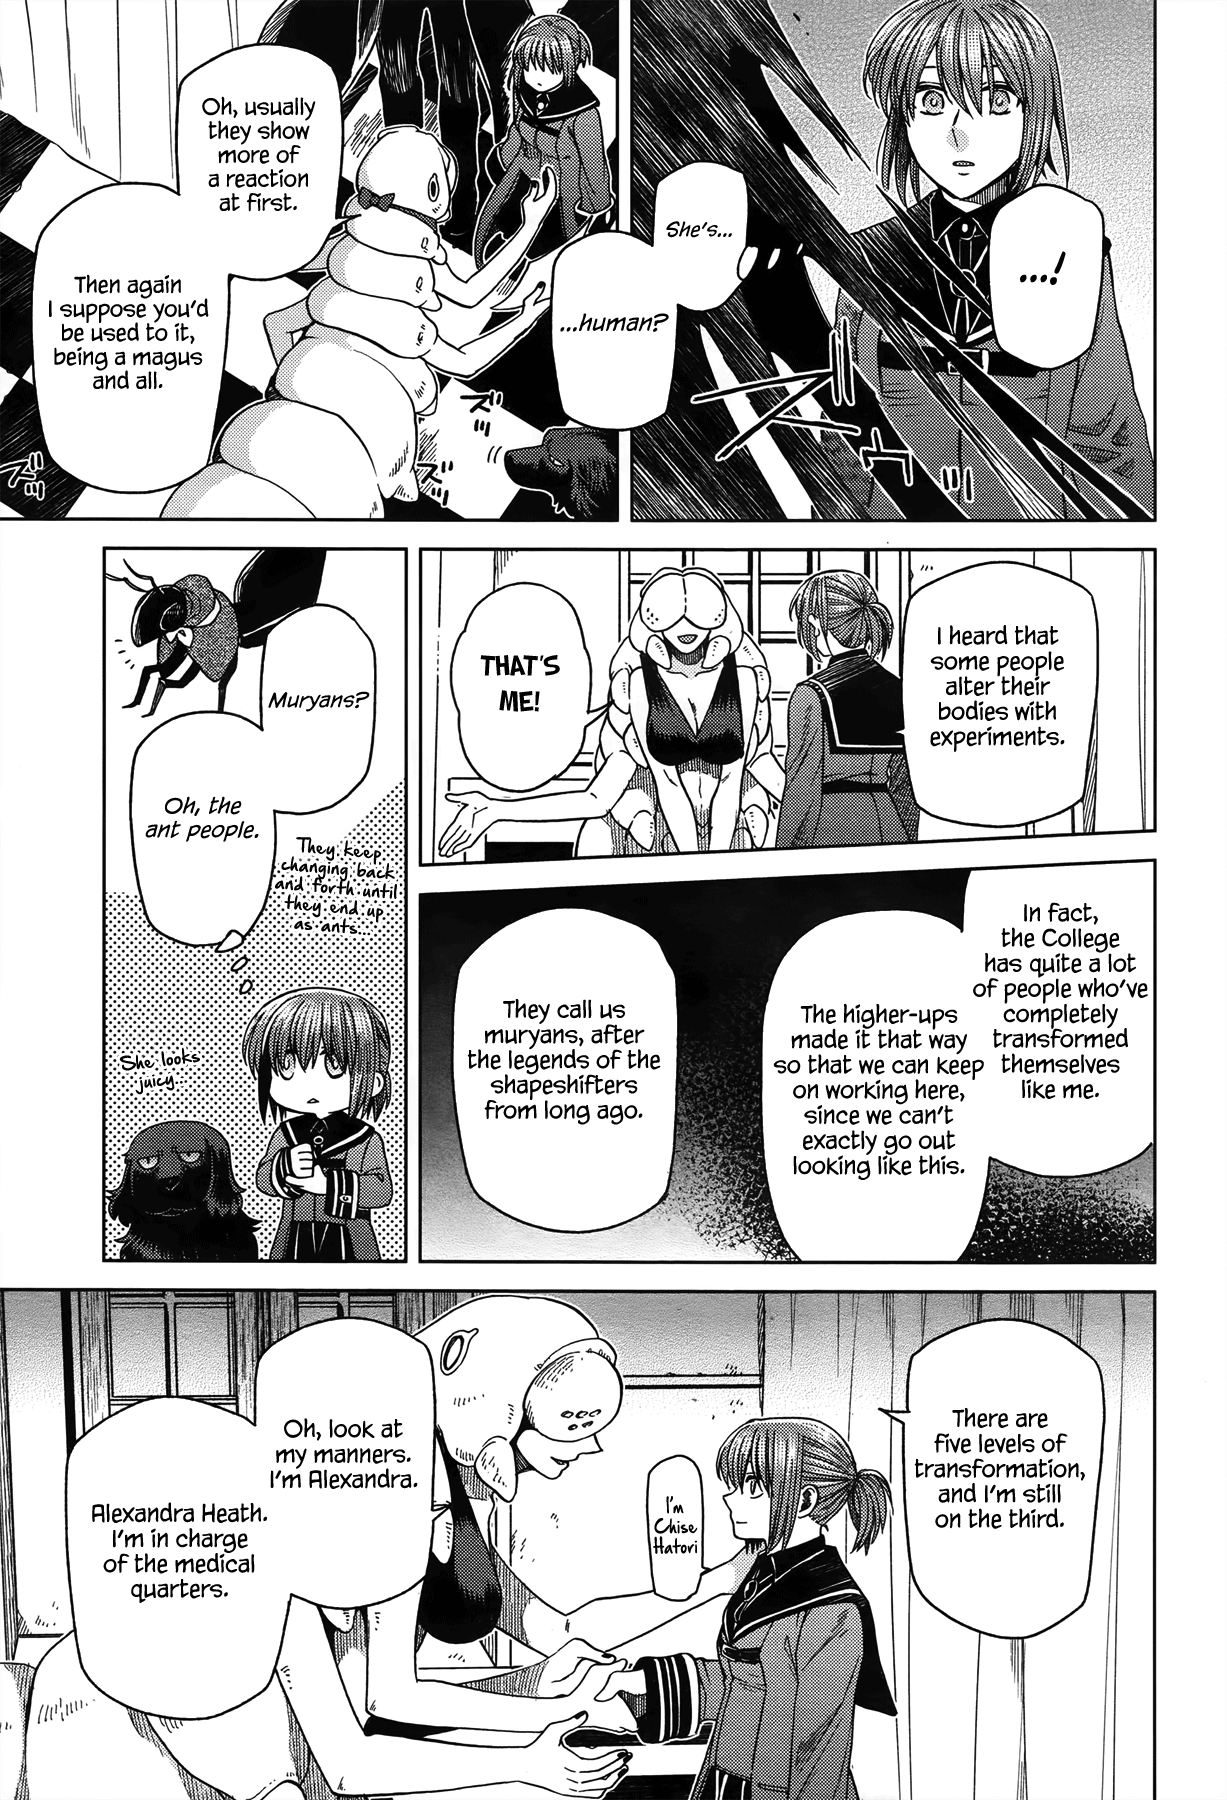 ....!
She's...
...human?
Oh, usually
they show
more of
a reaction
at first.
Then again
I suppose you'd
be used to it,
being a magus
and all.
ズ
ズ
ズ
ズ
I heard that
some people
alter their
bodies with
experiments.
THAT'S
ME!
In fact,
the College
has quite a lot
of people who've
completely
transformed
themselves
like me.
The higher-ups
made it that way
so that we can keep
on working here,
since we can't
exactly go out
looking like this.
They call us
muryans, after
the legends of the
shapeshifters
from long ago.
Muryans?
Oh, the
ant people.
They keep
changing back
and forth until
they end up
as ants...
She looks
juicy...
There are
five levels of
transformation,
and I'm still
on the third.
I'm
Chise
Hatori
Oh, look at
my manners.
I'm Alexandra.
Alexandra Heath.
I'm in charge
of the medical
quarters.